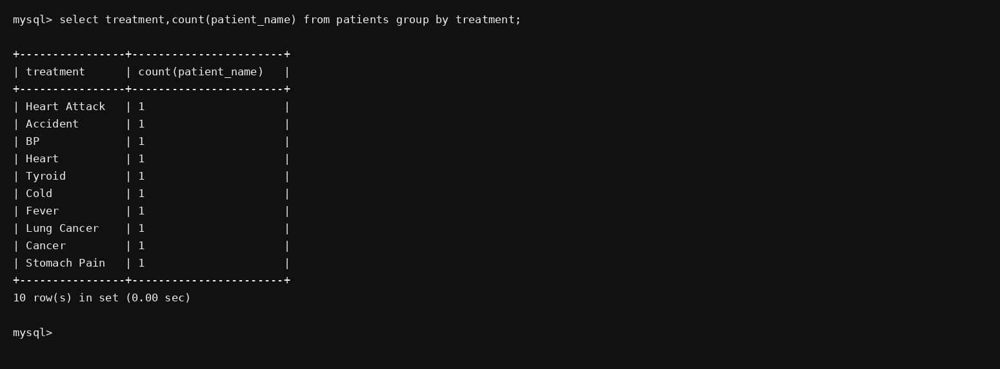 mysql> select treatment,count(patient_name) from patients group by treatment;
+----------------+-----------------------+
| treatment      | count(patient_name)   |
+----------------+-----------------------+
| Heart Attack   | 1                     |
| Accident       | 1                     |
| BP             | 1                     |
| Heart          | 1                     |
| Tyroid         | 1                     |
| Cold           | 1                     |
| Fever          | 1                     |
| Lung Cancer    | 1                     |
| Cancer         | 1                     |
| Stomach Pain   | 1                     |
+----------------+-----------------------+
10 row(s) in set (0.00 sec)
mysql>